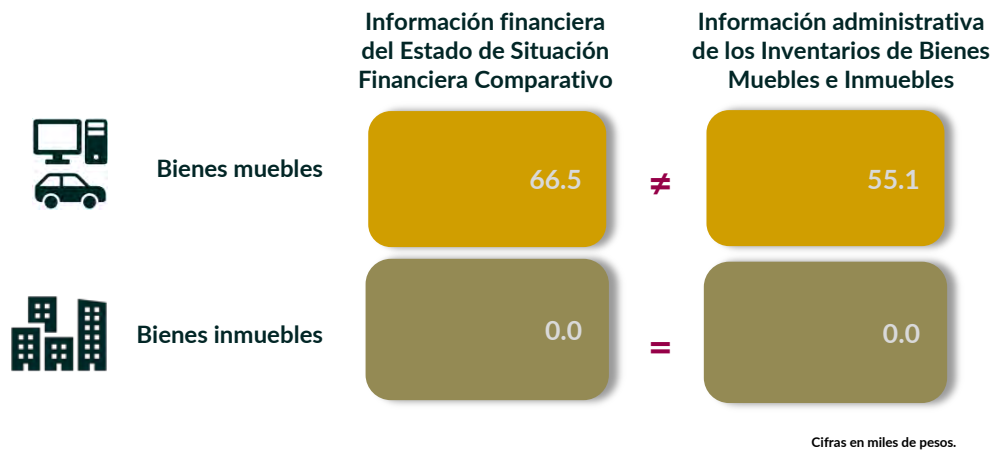 Información financiera
del Estado de Situación
Financiera Comparativo
Información administrativa
de los Inventarios de Bienes
Muebles e Inmuebles
Bienes muebles
66.5
≠
55.1
Bienes inmuebles
0.0
=
0.0
Cifras en miles de pesos.